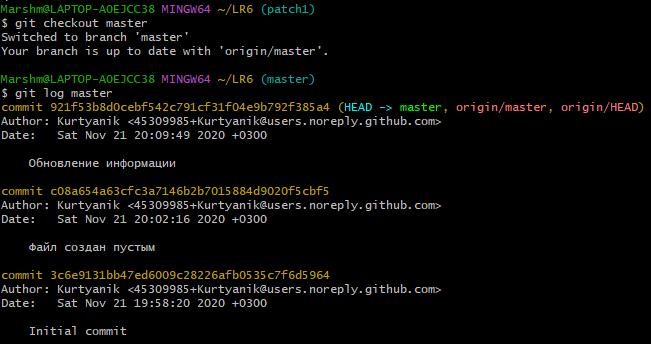 Marshm@LAPTOP-A0EJCC38 MINGW64 ~/LR6 (patch1)
$ git checkout master
Switched to branch 'master'
Your branch is up to date with 'origin/master'.
Marshm@LAPTOP-A0EJCC38 MINGW64 ~/LR6 (master)
$ git log master
commit 921f53b8d0cebf542c791cf31f04e9b792f385a4 (HEAD -> master, origin/master, origin/HEAD)
Author: Kurtyanik <45309985+Kurtyanik@users.noreply.github.com>
Date:   Sat Nov 21 20:09:49 2020 +0300
Обновление информации
commit c08a654a63cfc3a7146b2b7015884d9020f5cbf5
Author: Kurtyanik <45309985+Kurtyanik@users.noreply.github.com>
Date:   Sat Nov 21 20:02:16 2020 +0300
Файл создан пустым
commit 3c6e9131bb47ed6009c28226afb0535c7f6d5964
Author: Kurtyanik <45309985+Kurtyanik@users.noreply.github.com>
Date:   Sat Nov 21 19:58:20 2020 +0300
Initial commit